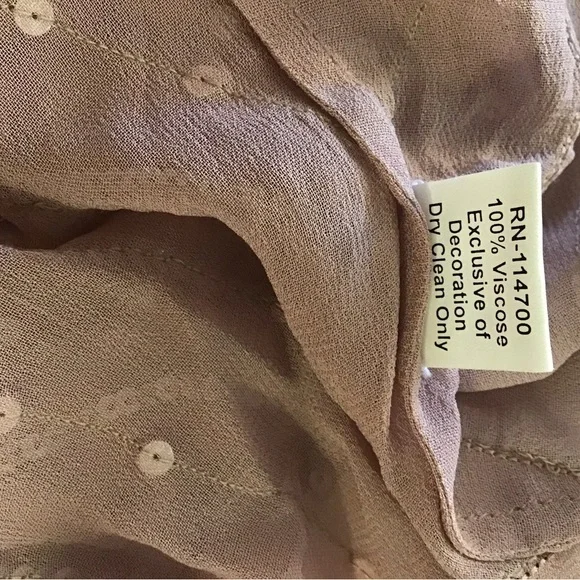 RN-114700
100% Viscose
Exclusive of
Decoration
Dry Clean Only